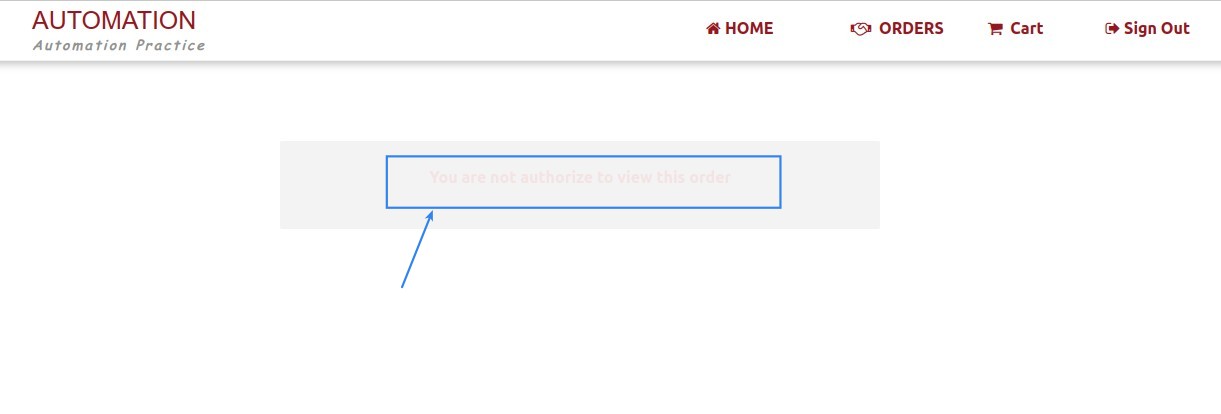 AUTOMATION
Automation Practice
HOME
ORDERS
Cart
Sign Out
You are not authorize to view this order